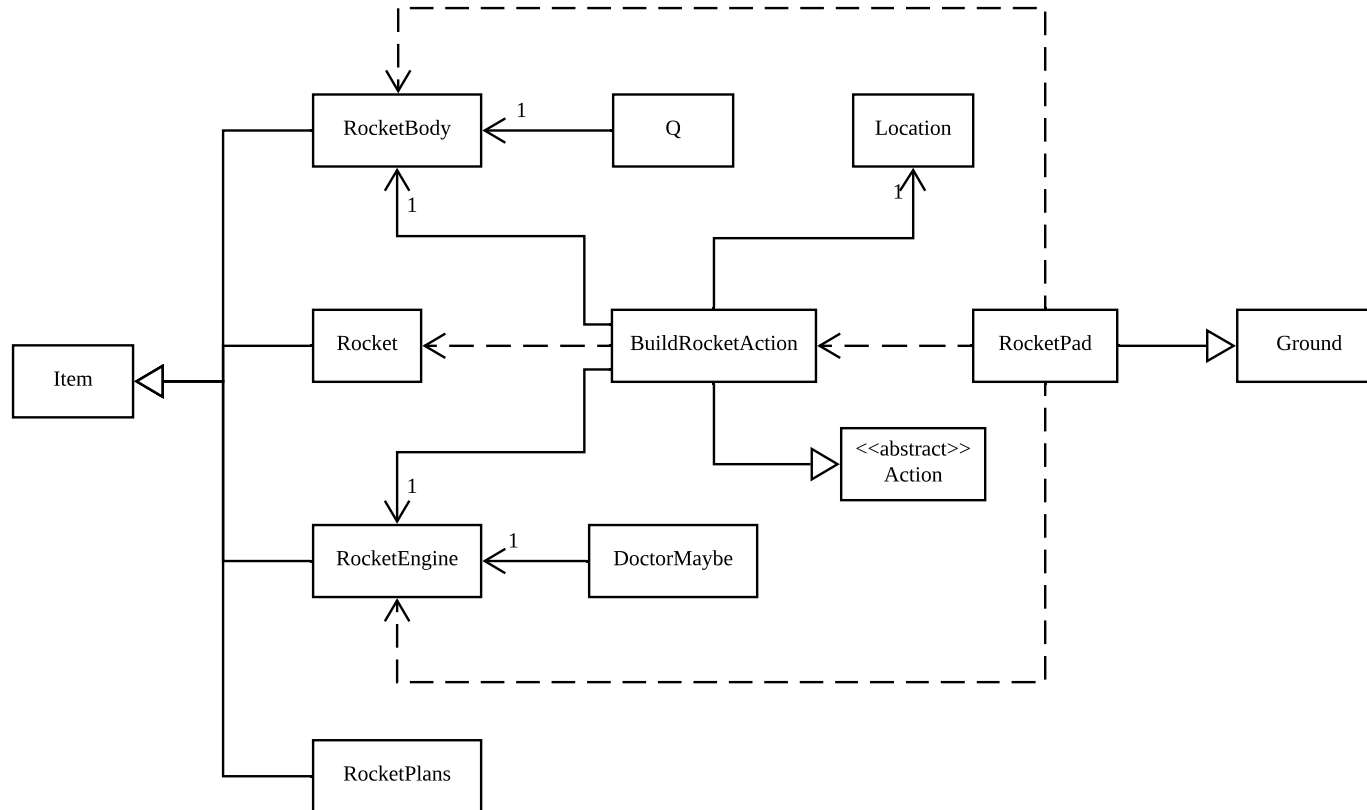 RocketBody
1
Q
Location
1
1
Rocket
BuildRocketAction
RocketPad
Ground
Item
<<abstract>>
Action
1
RocketEngine
1
DoctorMaybe
RocketPlans